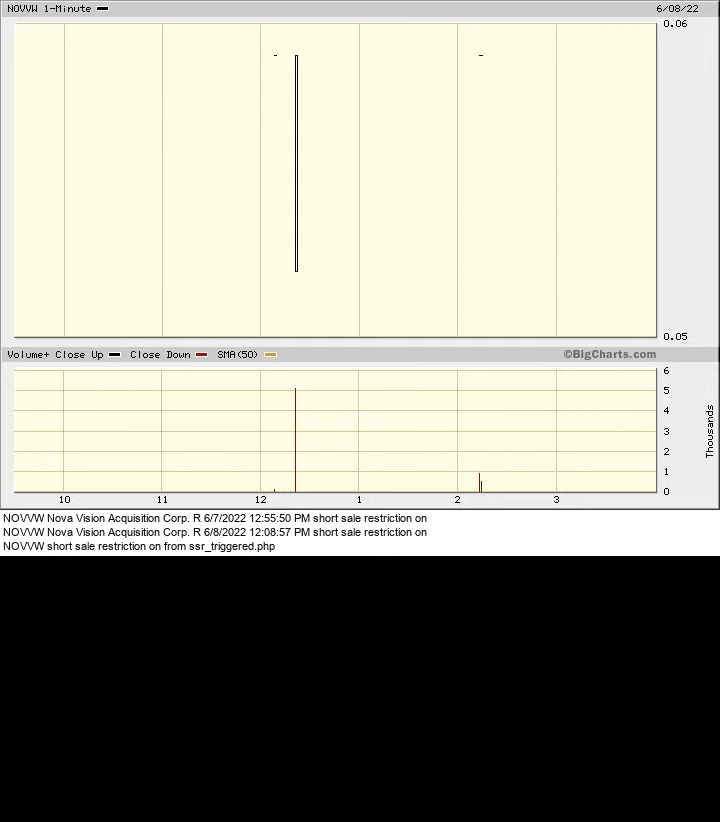 NOVVW 1-Minute 6/08/22
0.06
0.05
Volume+ Close Up Close Down SMA(50) ©BigCharts.com
6
5
4
3
2
1
0
Thousands
10 11 12 1 2 3
NOVVW Nova Vision Acquisition Corp. R 6/7/2022 12:55:50 PM short sale restriction on
NOVVW Nova Vision Acquisition Corp. R 6/8/2022 12:08:57 PM short sale restriction on
NOVVW short sale restriction on from ssr_triggered.php